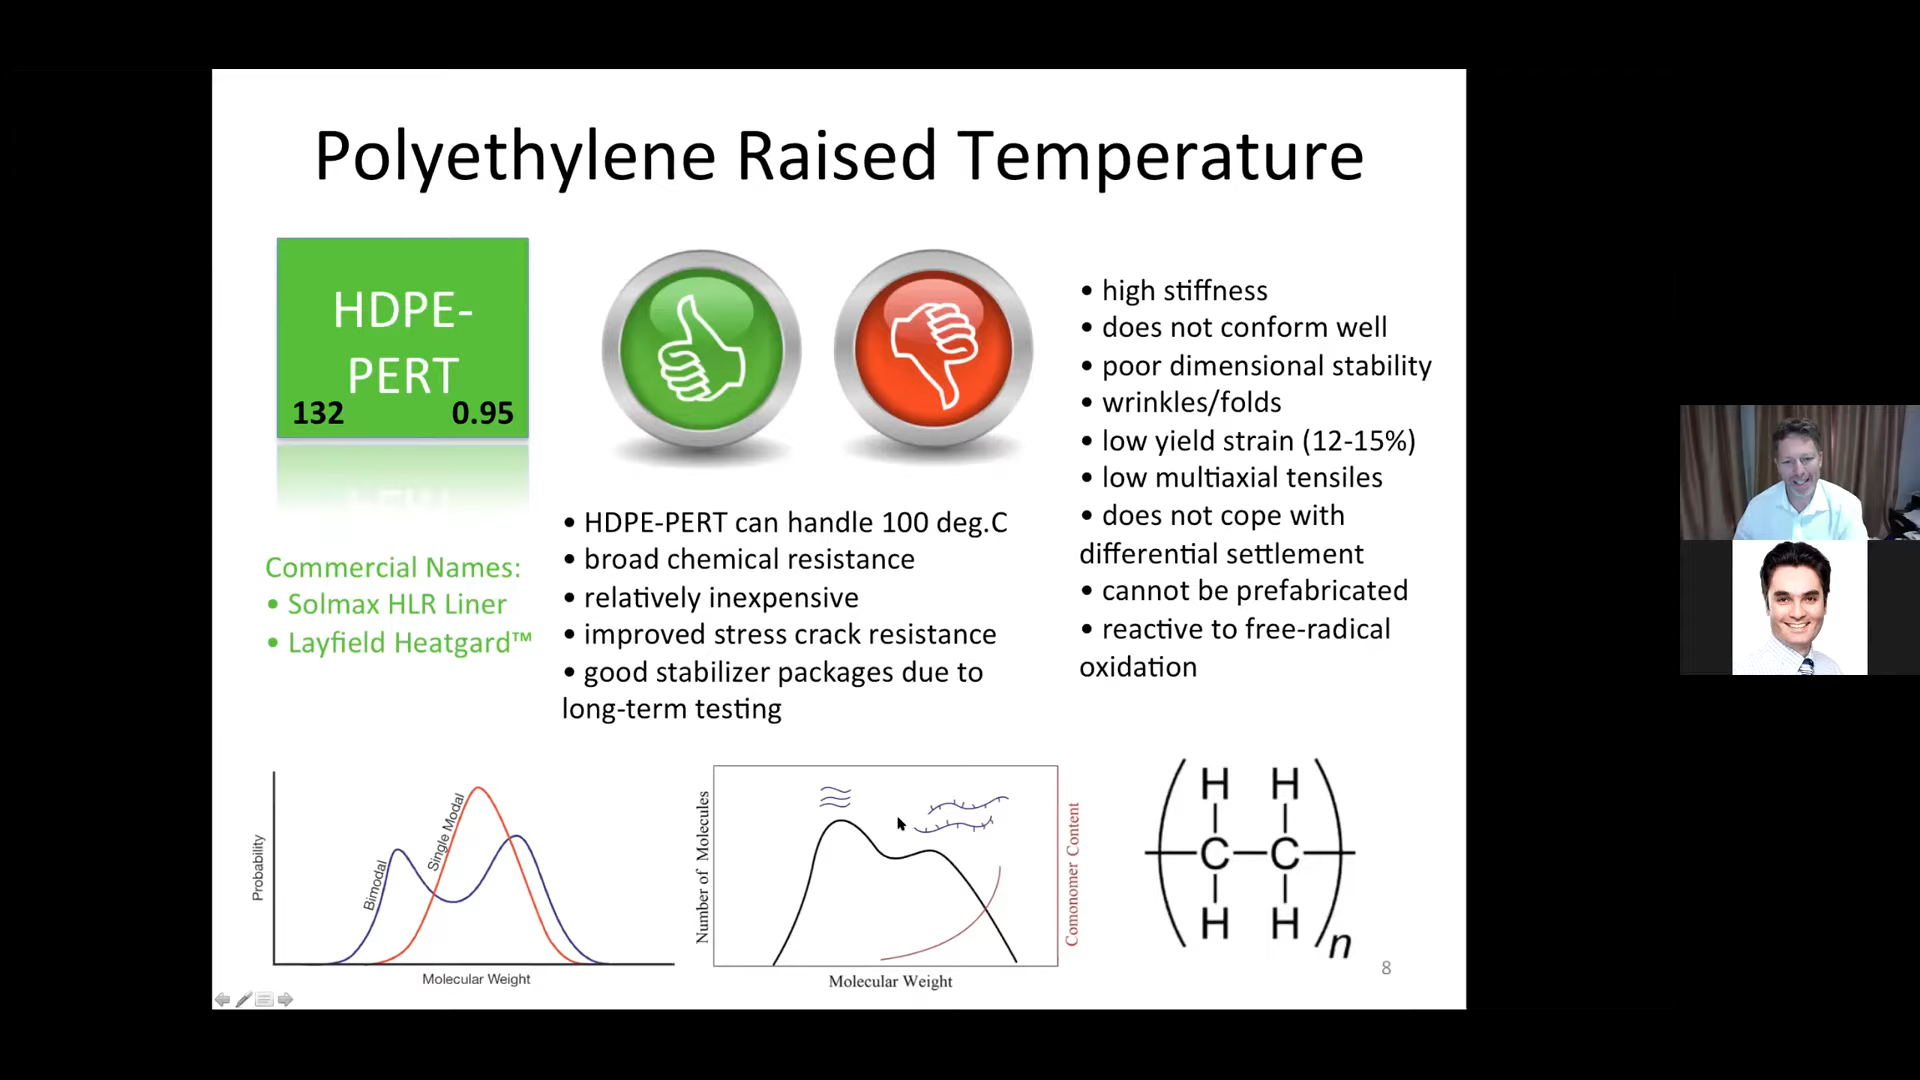 Polyethylene Raised Temperature
HDPE-
PERT
132 0.95
Commercial Names:
• Solmax HLR Liner
• Layfield Heatgard™
• HDPE-PERT can handle 100 deg.C
• broad chemical resistance
• relatively inexpensive
• improved stress crack resistance
• good stabilizer packages due to
long-term testing
• high stiffness
• does not conform well
• poor dimensional stability
• wrinkles/folds
• low yield strain (12-15%)
• low multiaxial tensiles
• does not cope with
differential settlement
• cannot be prefabricated
• reactive to free-radical
oxidation
Probability
Bimodal
Single Modal
Molecular Weight
Number of Molecules
Comonomer Content
Molecular Weight
H H
C C
H H
n
8